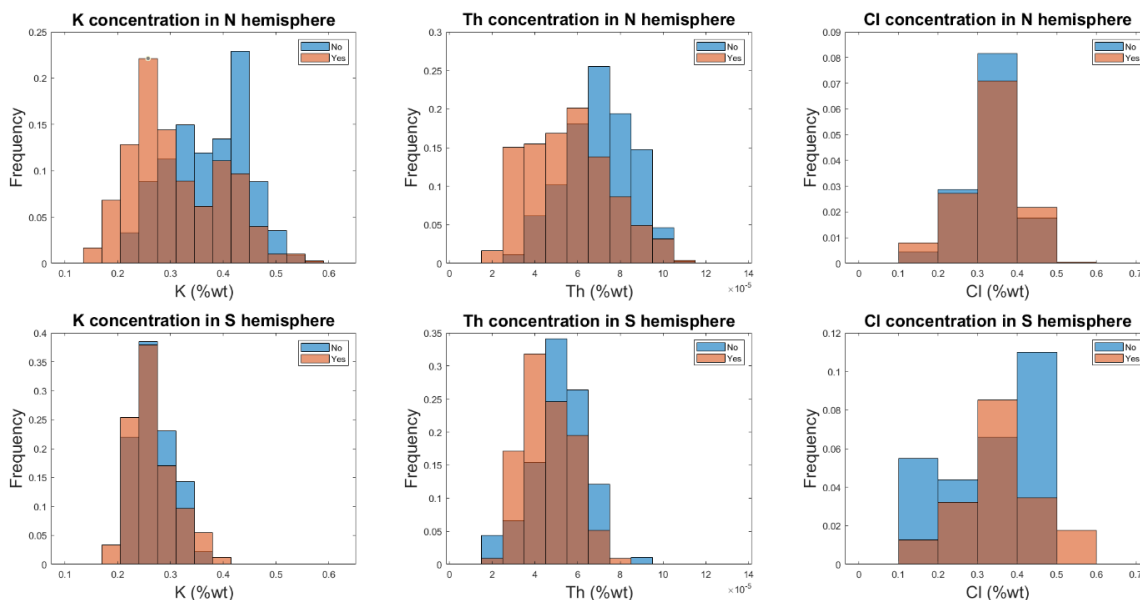 K concentration in N hemisphere
0.25
0.2
0.15
0.1
0.05
0
Frequency
No
Yes
0.1 0.2 0.3 0.4 0.5 0.6
K (%wt)
Th concentration in N hemisphere
0.3
0.25
0.2
0.15
0.1
0.05
0
Frequency
No
Yes
0 2 4 6 8 10 12 14
×10-5
Th (%wt)
Cl concentration in N hemisphere
0.09
0.08
0.07
0.06
0.05
0.04
0.03
0.02
0.01
0
Frequency
No
Yes
0 0.1 0.2 0.3 0.4 0.5 0.6 0.7
Cl (%wt)
K concentration in S hemisphere
0.4
0.35
0.3
0.25
0.2
0.15
0.1
0.05
0
Frequency
No
Yes
0.1 0.2 0.3 0.4 0.5 0.6
K (%wt)
Th concentration in S hemisphere
0.35
0.3
0.25
0.2
0.15
0.1
0.05
0
Frequency
No
Yes
0 2 4 6 8 10 12 14
×10-5
Th (%wt)
Cl concentration in S hemisphere
0.12
0.1
0.08
0.06
0.04
0.02
0
Frequency
No
Yes
0 0.1 0.2 0.3 0.4 0.5 0.6 0.7
Cl (%wt)